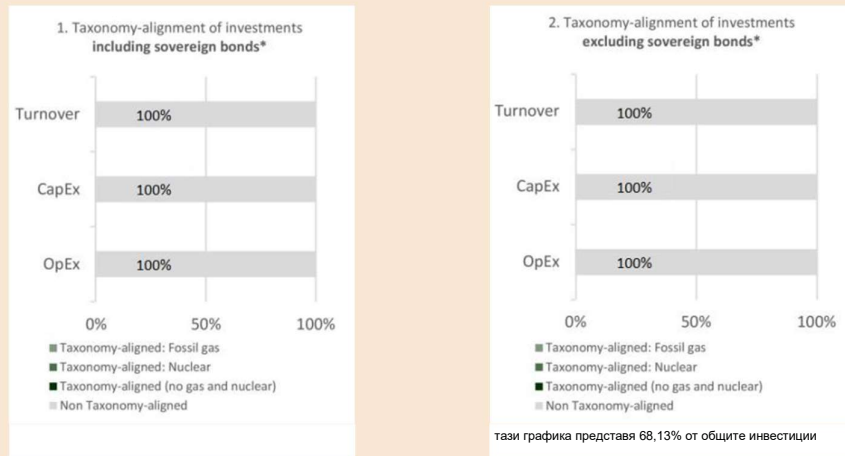 1. Taxonomy-alignment of investments
including sovereign bonds*
Turnover
100%
CapEx
100%
OpEx
100%
0%
50%
100%
Taxonomy-aligned: Fossil gas
Taxonomy-aligned: Nuclear
Taxonomy-aligned (no gas and nuclear)
Non Taxonomy-aligned
2. Taxonomy-alignment of investments
excluding sovereign bonds*
Turnover
100%
CapEx
100%
OpEx
100%
0%
50%
100%
Taxonomy-aligned: Fossil gas
Taxonomy-aligned: Nuclear
Taxonomy-aligned (no gas and nuclear)
Non Taxonomy-aligned
тази графика представя 68,13% от общите инвестиции